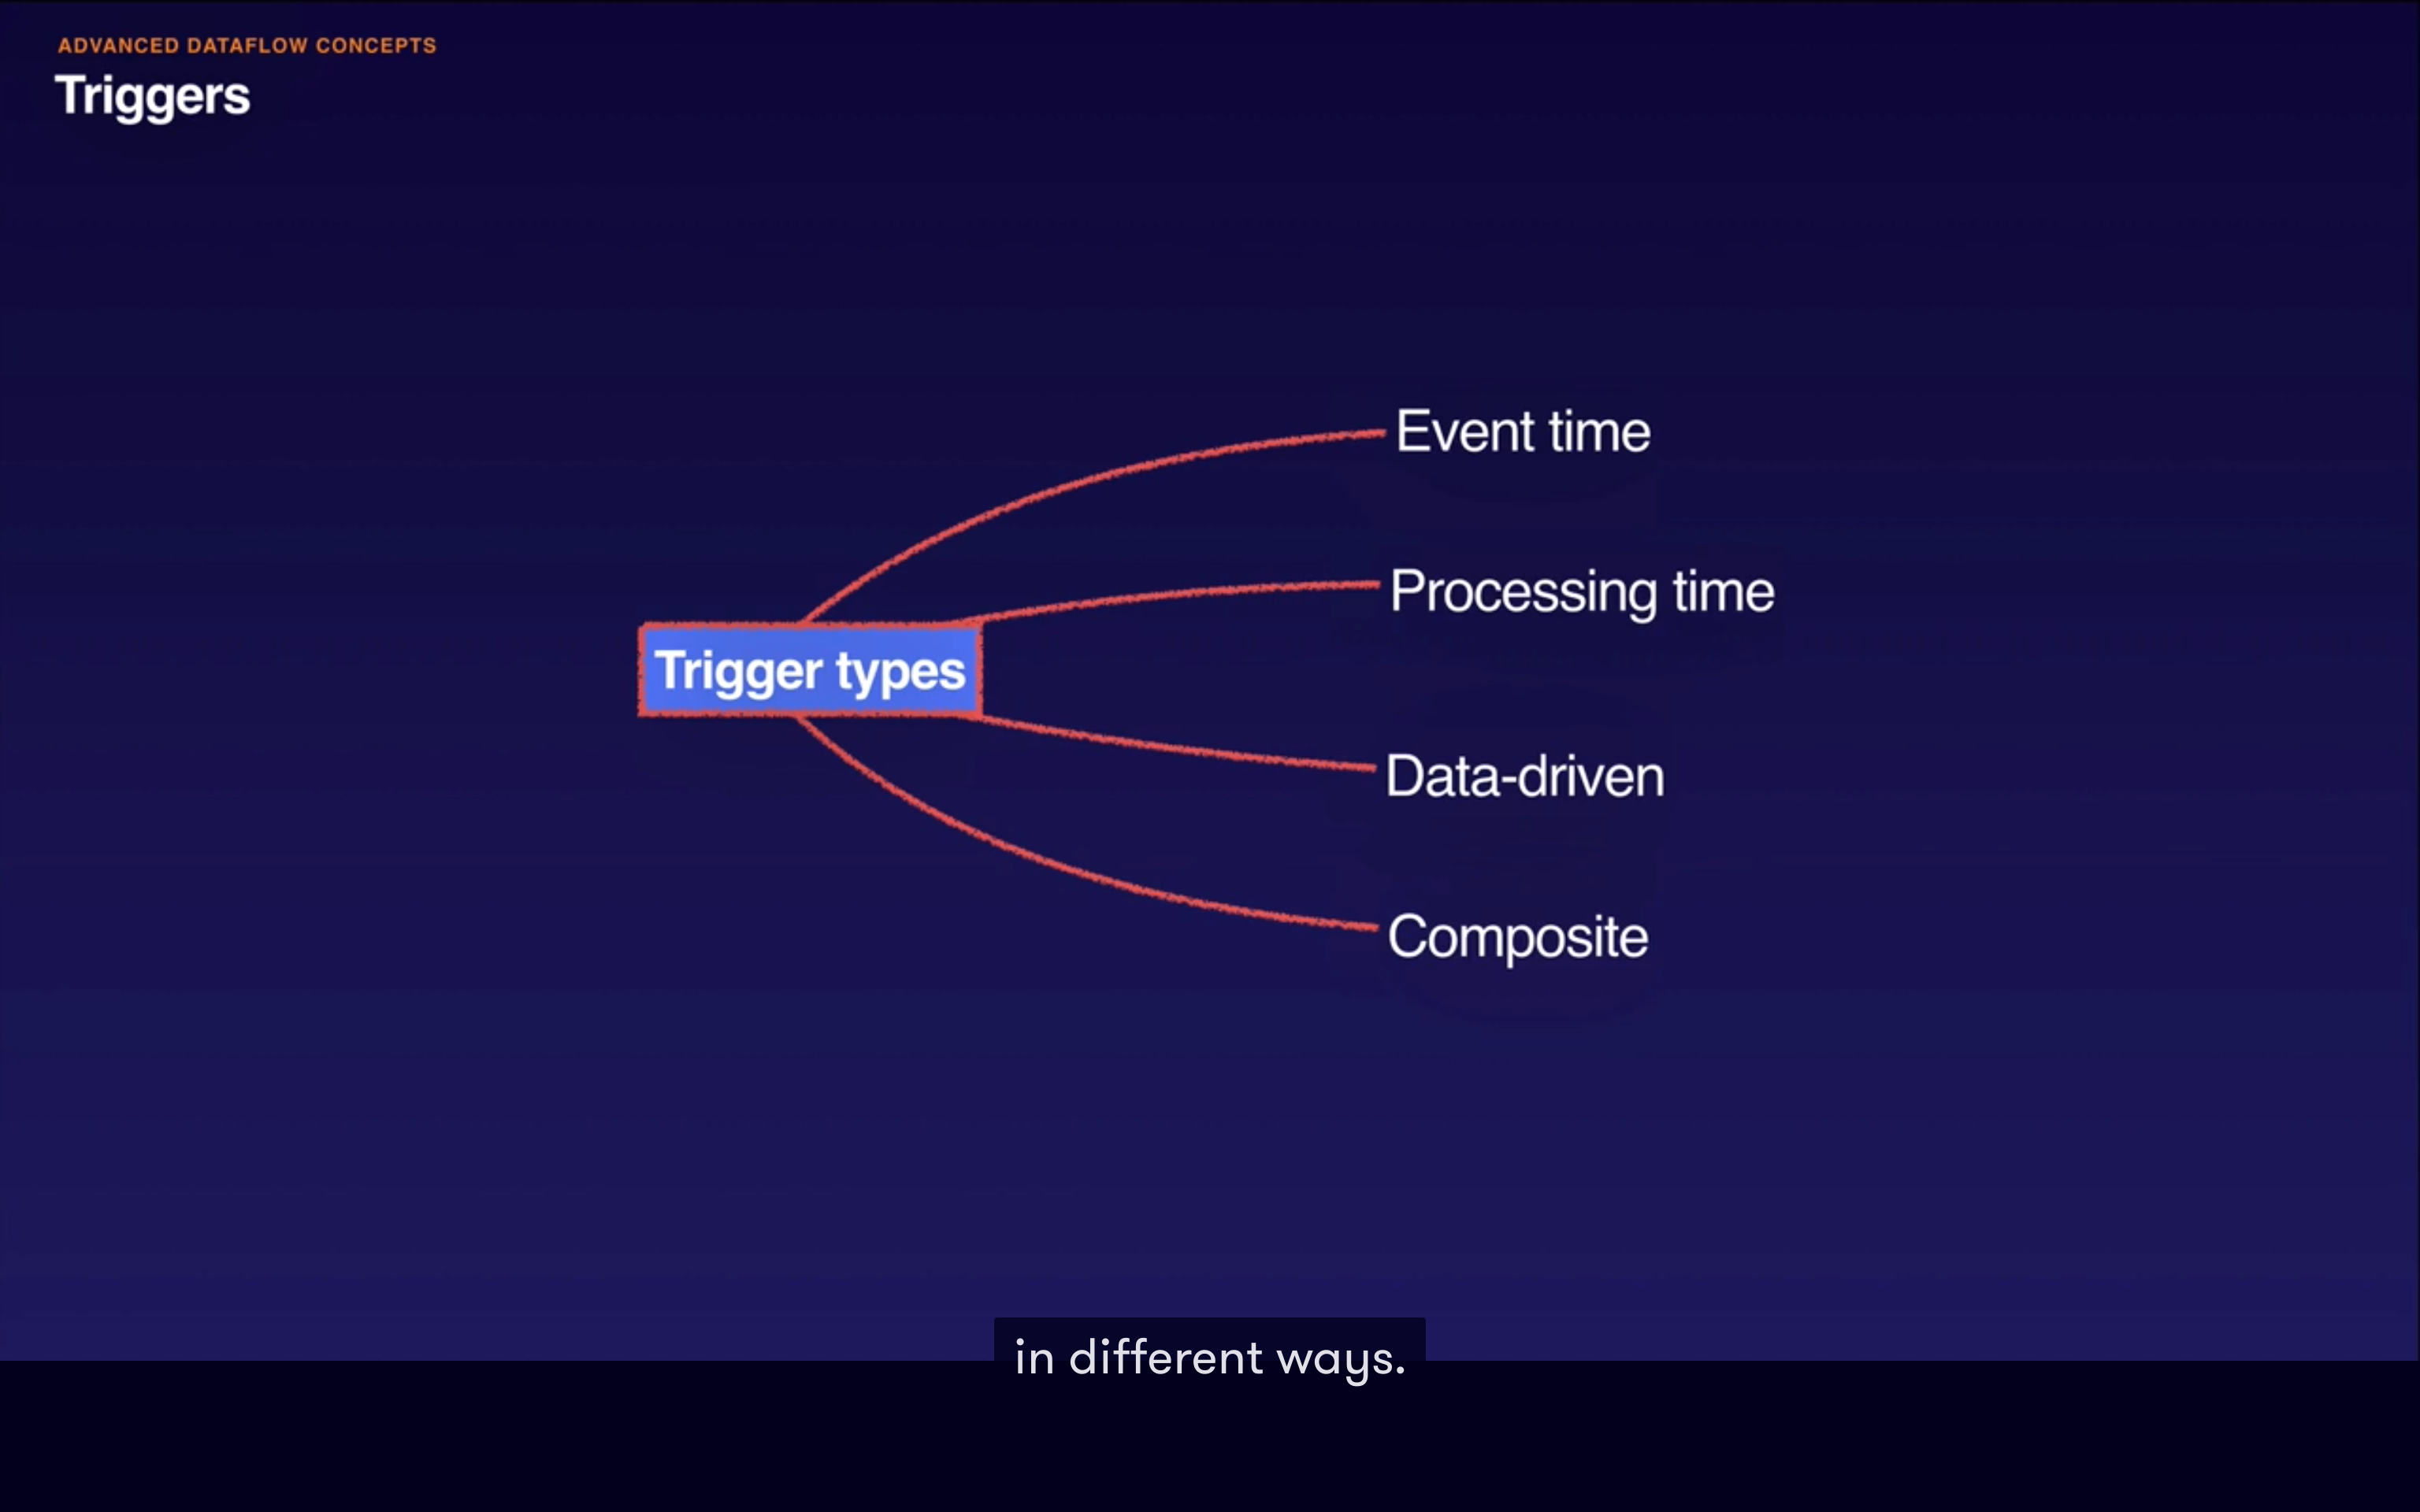 ADVANCED DATAFLOW CONCEPTS
Triggers
Event time
Processing time
Trigger types
Data-driven
Composite
in different ways.